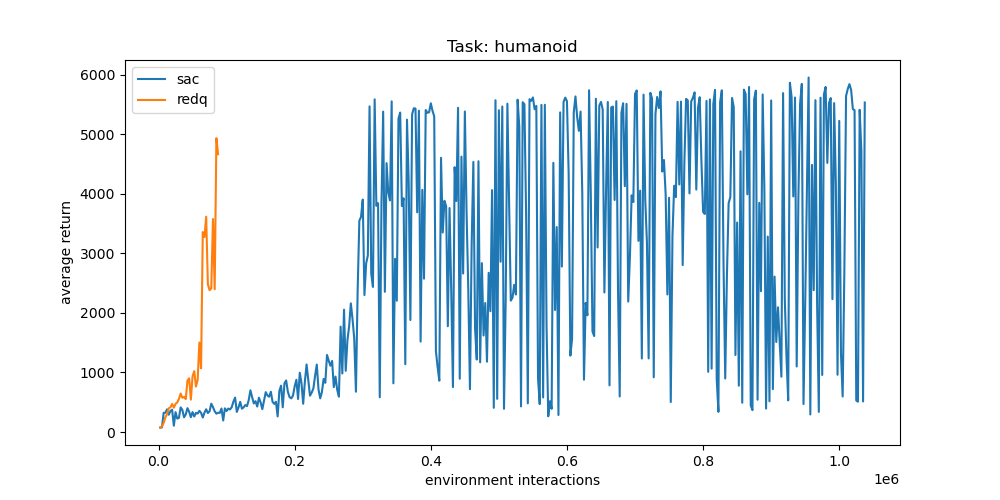 Task: humanoid
sac
redq
average return
6000
5000
4000
3000
2000
1000
0
0.0 0.2 0.4 0.6 0.8 1.0
1e6
environment interactions